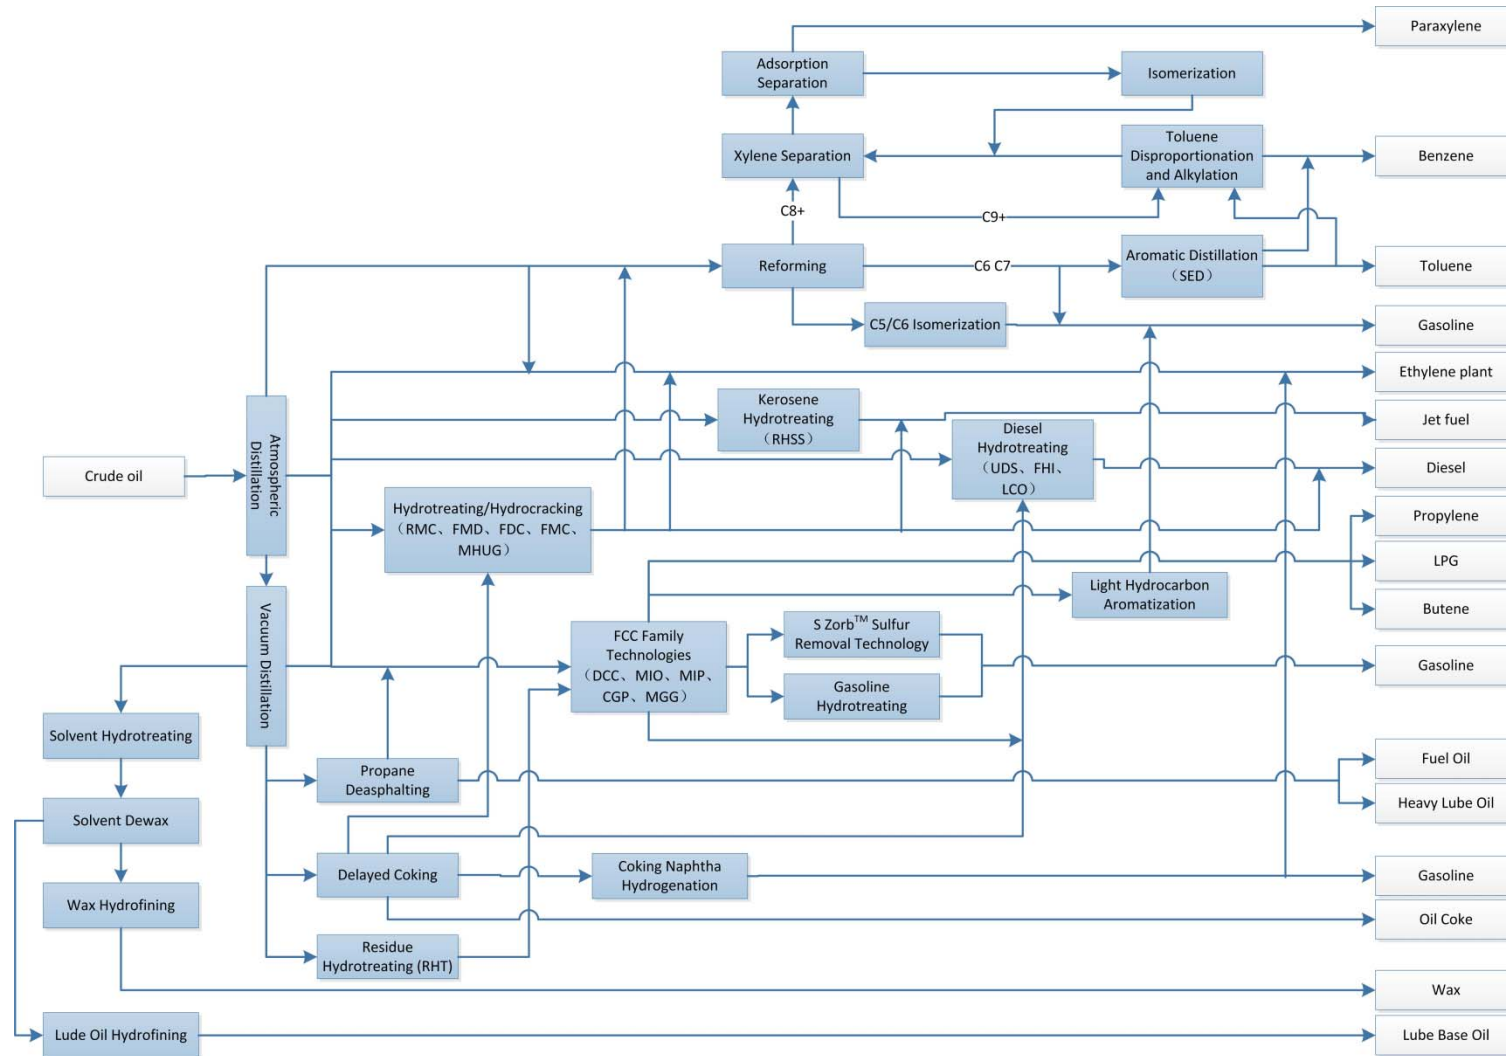 Paraxylene
Adsorption
Separation
Isomerization
Xylene Separation
Toluene
Disproportionation
and Alkylation
Benzene
C8+
C9+
Reforming
C6 C7
Aromatic Distillation
（SED）
Toluene
C5/C6 Isomerization
Gasoline
Ethylene plant
Kerosene
Hydrotreating
（RHSS）
Jet fuel
Atmospheric
Distillation
Crude oil
Diesel
Hydrotreating
（UDS、FHI、
LCO）
Diesel
Hydrotreating/Hydrocracking
（RMC、FMD、FDC、FMC、
MHUG）
Propylene
LPG
Light Hydrocarbon
Aromatization
Butene
Vacuum Distillation
FCC Family
Technologies
（DCC、MIO、MIP、
CGP、MGG）
S Zorb™ Sulfur
Removal Technology
Gasoline
Hydrotreating
Gasoline
Solvent Hydrotreating
Propane
Deasphalting
Fuel Oil
Heavy Lube Oil
Solvent Dewax
Delayed Coking
Coking Naphtha
Hydrogenation
Gasoline
Wax Hydrofining
Oil Coke
Residue
Hydrotreating (RHT)
Wax
Lude Oil Hydrofining
Lube Base Oil